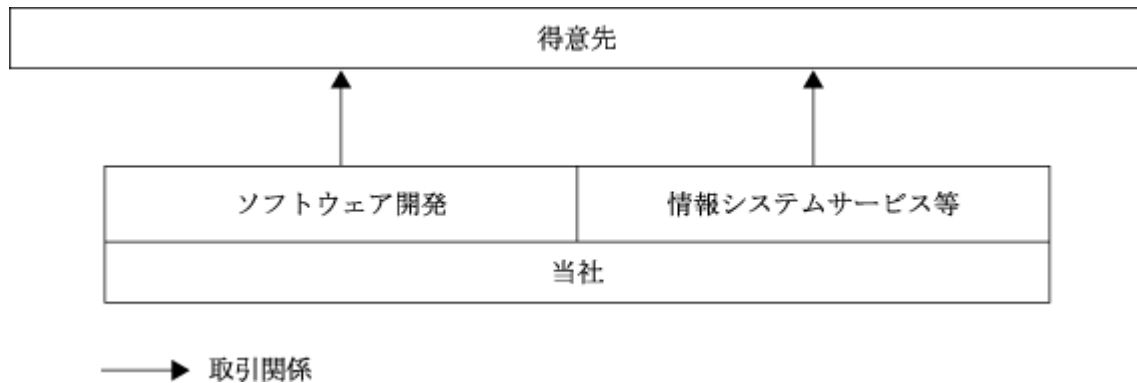 得意先
ソフトウェア開発
情報システムサービス等
当社
取引関係